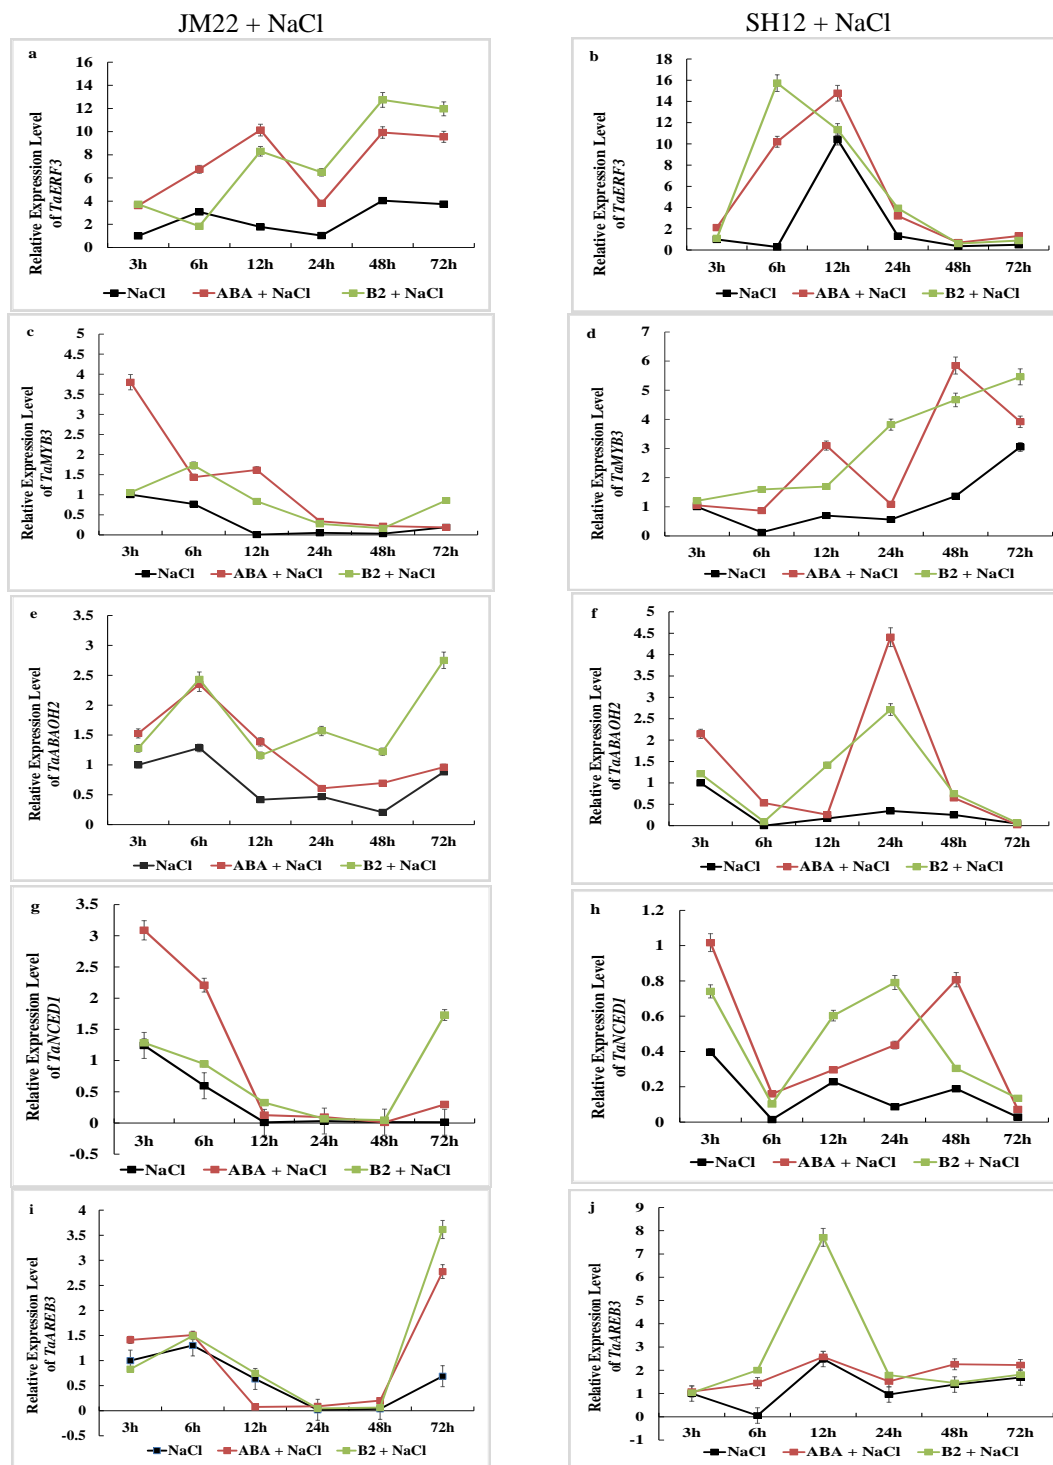 JM22 + NaCl
SH12 + NaCl
a
Relative Expression Level
of TaERF3
16
14
12
10
8
6
4
2
0
3h 6h 12h 24h 48h 72h
NaCl ABA + NaCl B2 + NaCl
b
Relative Expression Level
of TaERF3
18
16
14
12
10
8
6
4
2
0
3h 6h 12h 24h 48h 72h
NaCl ABA + NaCl B2 + NaCl
c
Relative Expression Level
of TaMYB3
5
4.5
4
3.5
3
2.5
2
1.5
1
0.5
0
3h 6h 12h 24h 48h 72h
NaCl ABA + NaCl B2 + NaCl
d
Relative Expression Level
of TaMYB3
7
6
5
4
3
2
1
0
3h 6h 12h 24h 48h 72h
NaCl ABA + NaCl B2 + NaCl
e
Relative Expression Level
of TaABAOH2
3.5
3
2.5
2
1.5
1
0.5
0
3h 6h 12h 24h 48h 72h
NaCl ABA + NaCl B2 + NaCl
f
Relative Expression Level
of TaABAOH2
5
4.5
4
3.5
3
2.5
2
1.5
1
0.5
0
3h 6h 12h 24h 48h 72h
NaCl ABA + NaCl B2 + NaCl
g
Relative Expression Level
of TaNCED1
3.5
3
2.5
2
1.5
1
0.5
0
-0.5
3h 6h 12h 24h 48h 72h
NaCl ABA + NaCl B2 + NaCl
h
Relative Expression Level
of TaNCED1
1.2
1
0.8
0.6
0.4
0.2
0
3h 6h 12h 24h 48h 72h
NaCl ABA + NaCl B2 + NaCl
i
Relative Expression Level
of TaAREB3
4
3.5
3
2.5
2
1.5
1
0.5
0
-0.5
3h 6h 12h 24h 48h 72h
NaCl ABA + NaCl B2 + NaCl
j
Relative Expression Level
of TaAREB3
9
8
7
6
5
4
3
2
1
0
-1
3h 6h 12h 24h 48h 72h
NaCl ABA + NaCl B2 + NaCl